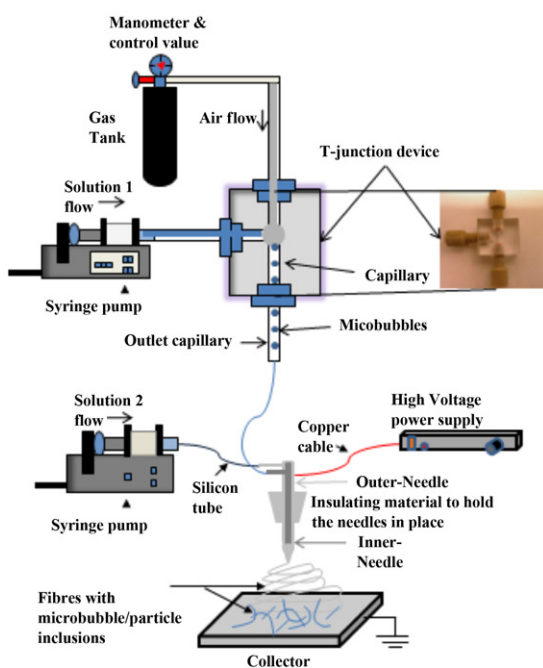 Manometer &
control value
Gas
Tank
Air flow
T-junction device
Solution 1
flow
Capillary
Syringe pump
Micobubbles
Outlet capillary
Solution 2
flow
High Voltage
power supply
Copper
cable
Silicon
tube
Outer-Needle
Insulating material to hold
the needles in place
Syringe pump
Inner-
Needle
Fibres with
microbubble/particle
inclusions
Collector